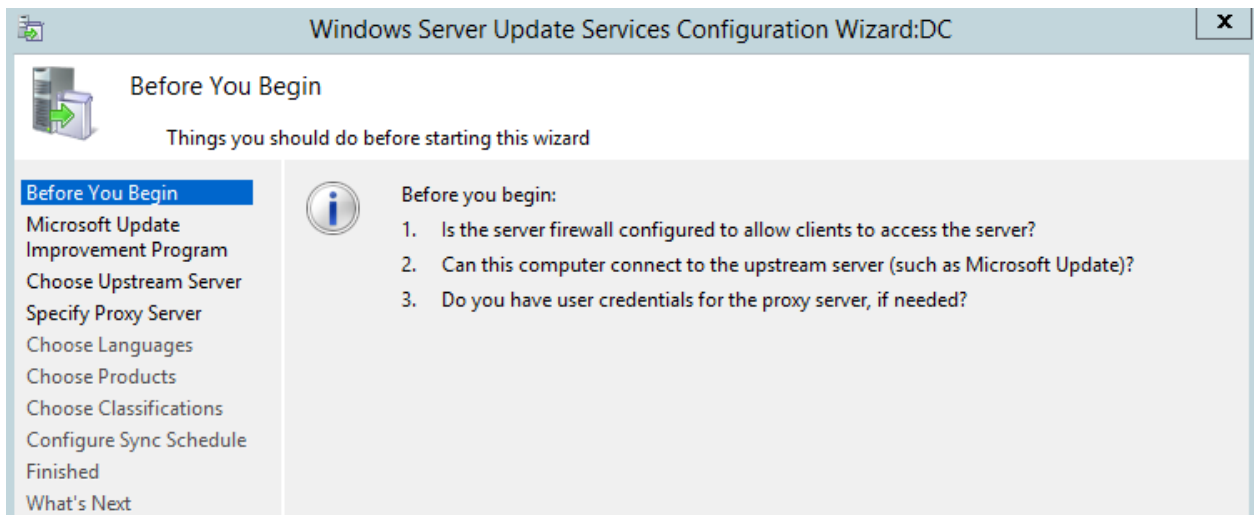 Windows Server Update Services Configuration Wizard:DC
x
Before You Begin
Things you should do before starting this wizard
Before You Begin
Microsoft Update
Improvement Program
Choose Upstream Server
Specify Proxy Server
Choose Languages
Choose Products
Choose Classifications
Configure Sync Schedule
Finished
What's Next
Before you begin:
1. Is the server firewall configured to allow clients to access the server?
2. Can this computer connect to the upstream server (such as Microsoft Update)?
3. Do you have user credentials for the proxy server, if needed?